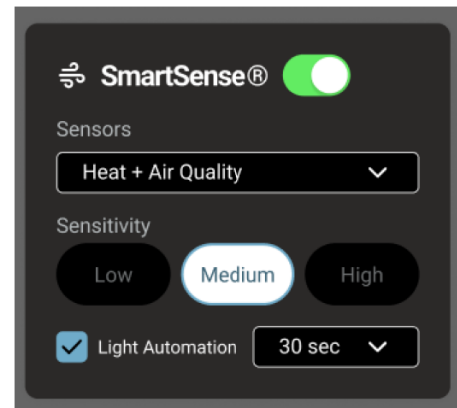 SmartSense®
Sensors
Heat + Air Quality
Sensitivity
Low Medium High
Light Automation 30 sec